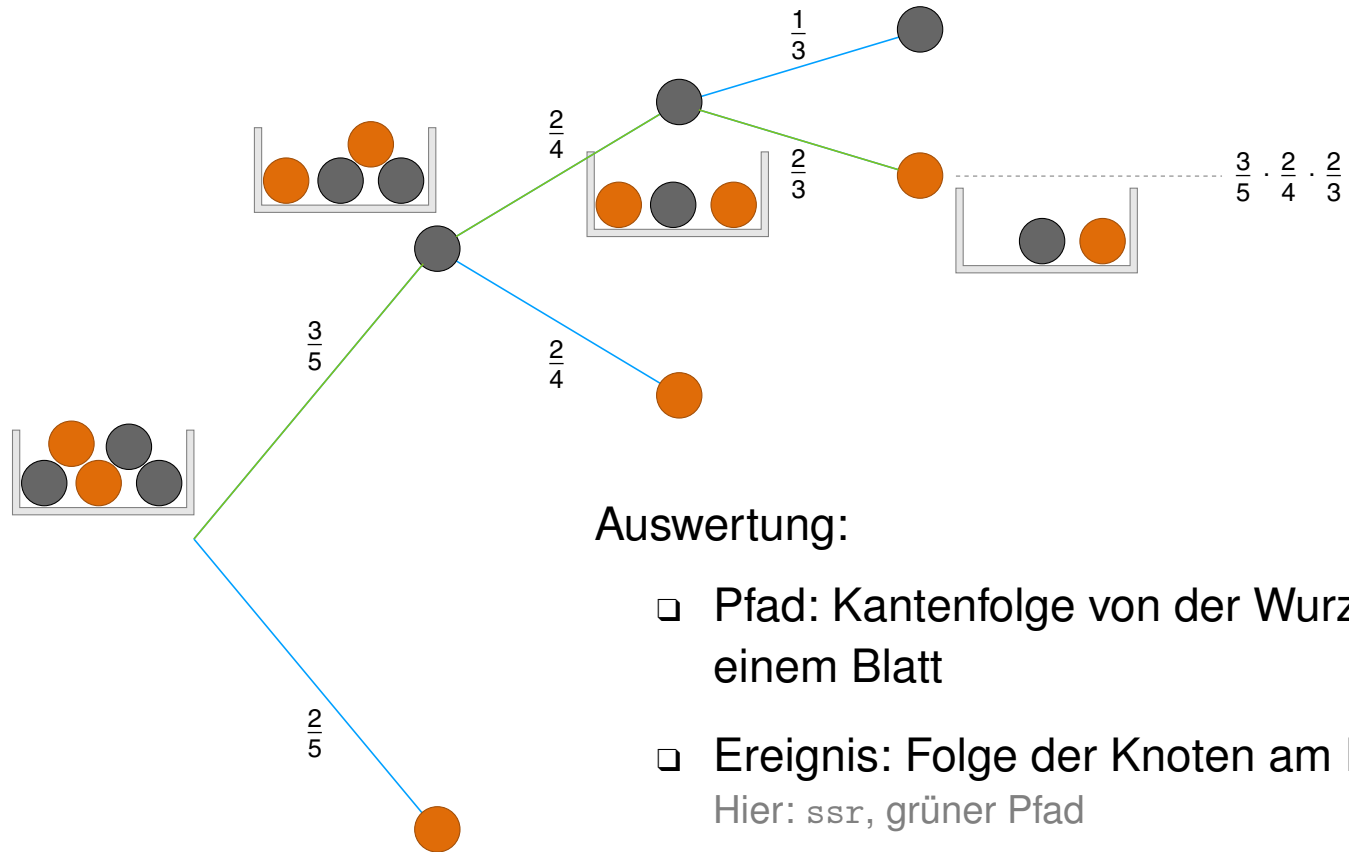 1/3
2/4
2/3
3/5 · 2/4 · 2/3
3/5
2/4
2/5
Auswertung:
❑ Pfad: Kantenfolge von der
einem Blatt
❑ Ereignis: Folge der Knoten am
Hier: ssr, grüner Pfad